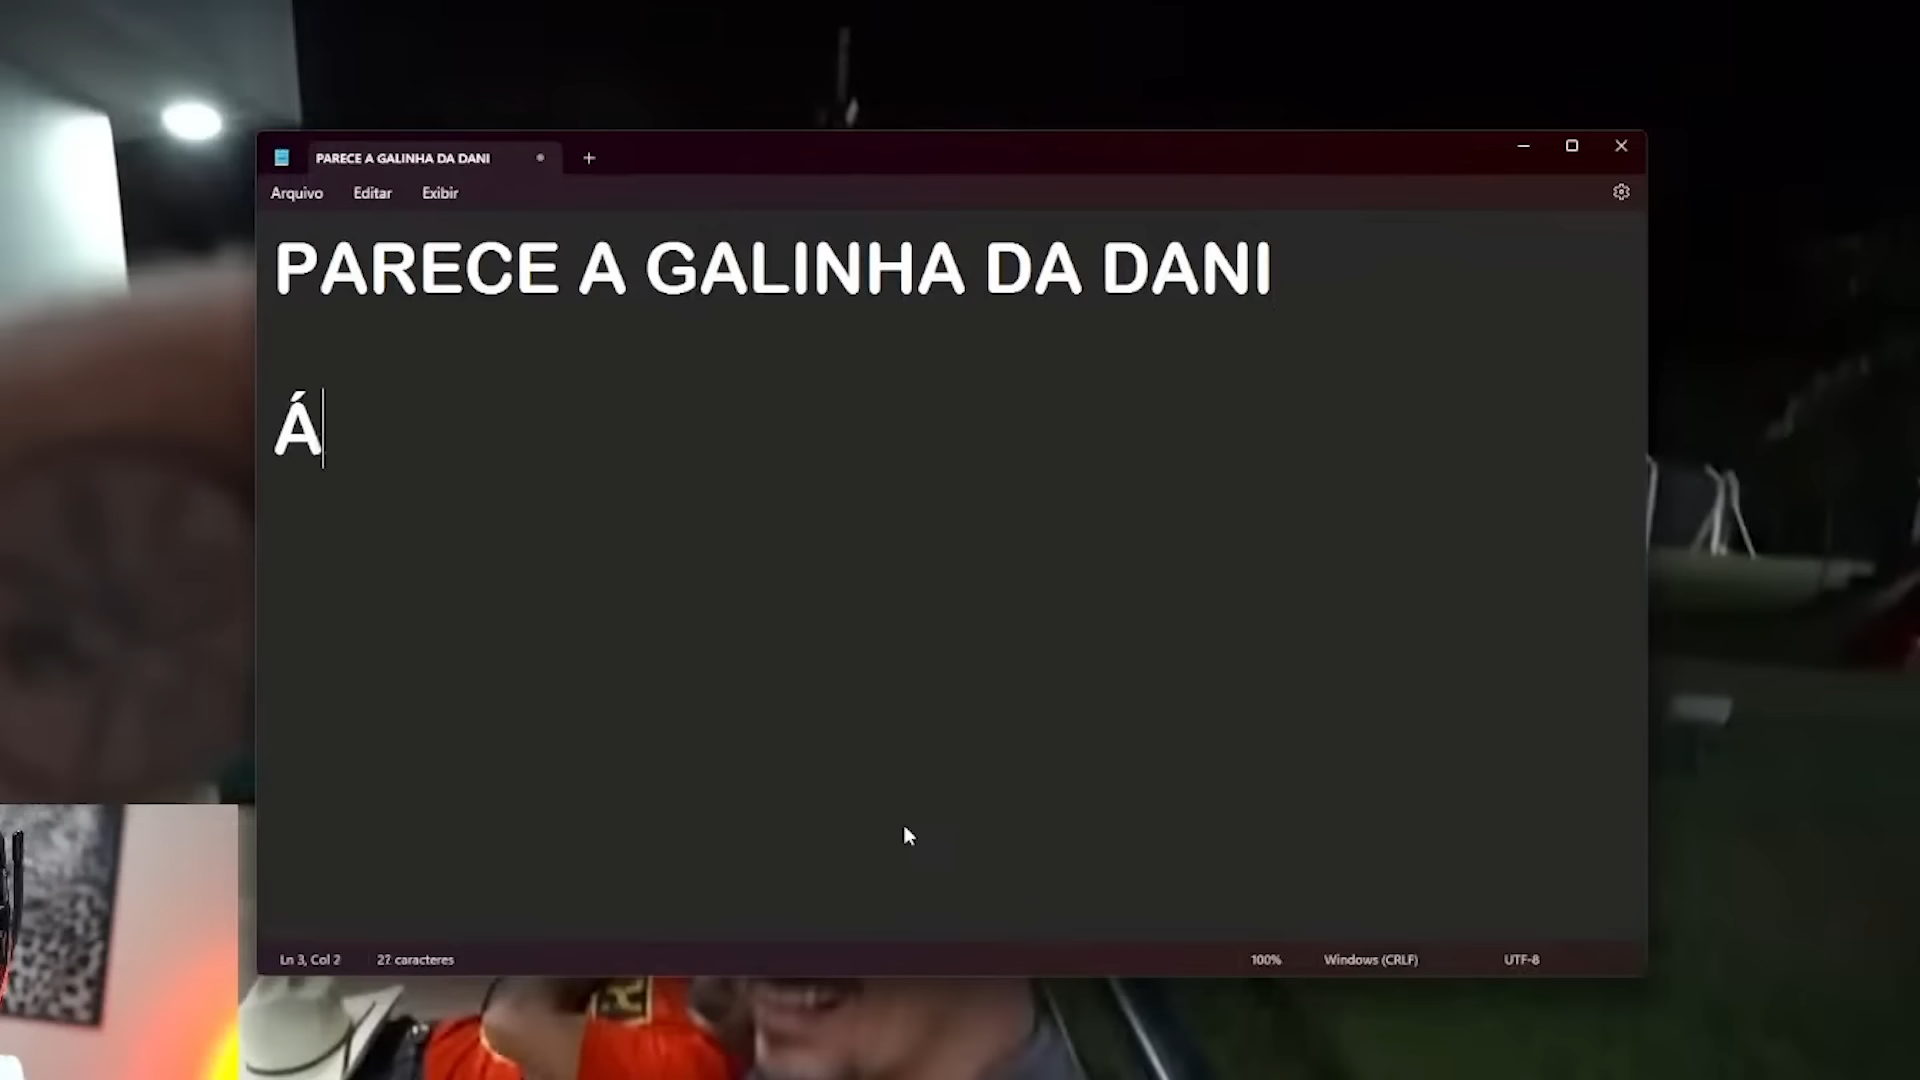 PARECE A GALINHA DA DANI
Arquivo Editar Exibir
PARECE A GALINHA DA DANI
Á
Ln 3, Col 2 caracteres 100% Windows (CRLF) UTF-8